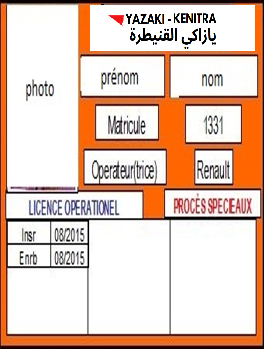 YAZAKI - KENITRA
يازاكي القنيطرة
photo
prénom
nom
Matricule
1331
Operateur(trice)
Renault
LICENCE OPERATIONEL
PROCÈS SPECIEAUX
Insr 08/2015
Enrb 08/2015